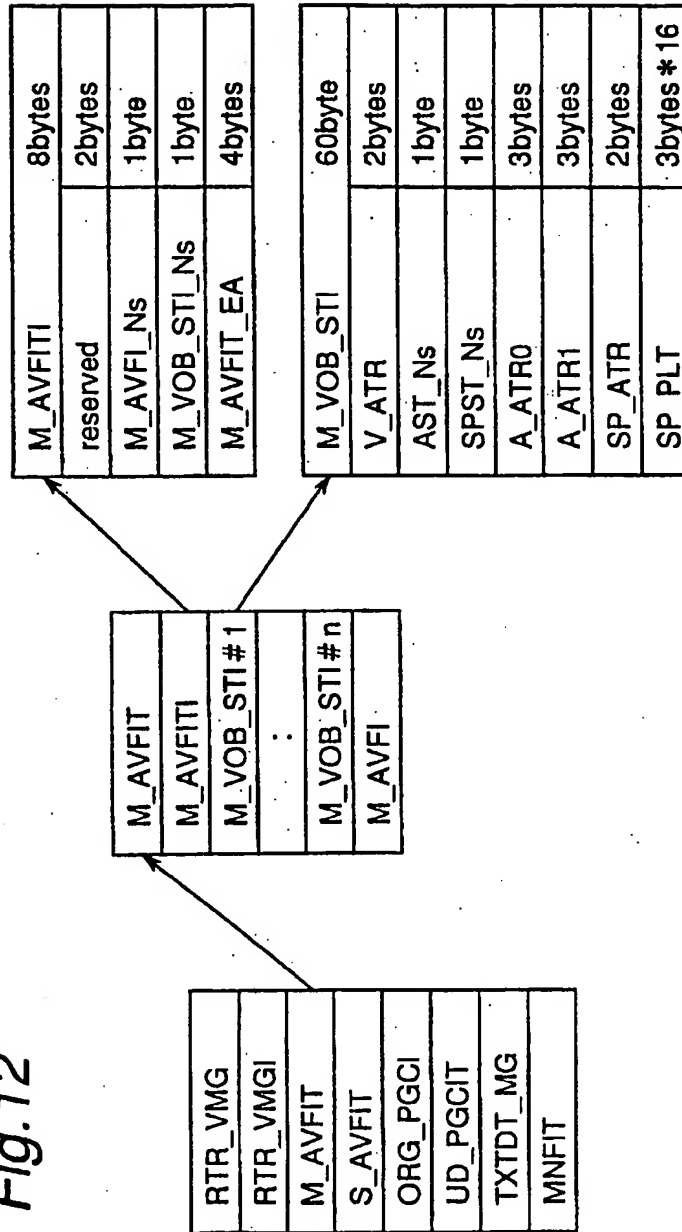 Fig.12
RTR_VMG
RTR_VMGI
M_AVFIT
S_AVFIT
ORG_PGCI
UD_PGCIT
TXTDT_MG
MNFIT
M_AVFIT
M_AVFITI
M_VOB_STI#1
:
M_VOB_STI#n
M_AVFI
M_AVFITI 8bytes
reserved 2bytes
M_AVFI_Ns 1byte
M_VOB_STI_Ns 1byte
M_AVFIT_EA 4bytes
M_VOB_STI 60byte
V_ATR 2bytes
AST_Ns 1byte
SPST_Ns 1byte
A_ATR0 3bytes
A_ATR1 3bytes
SP_ATR 2bytes
SP_PLT 3bytes*16